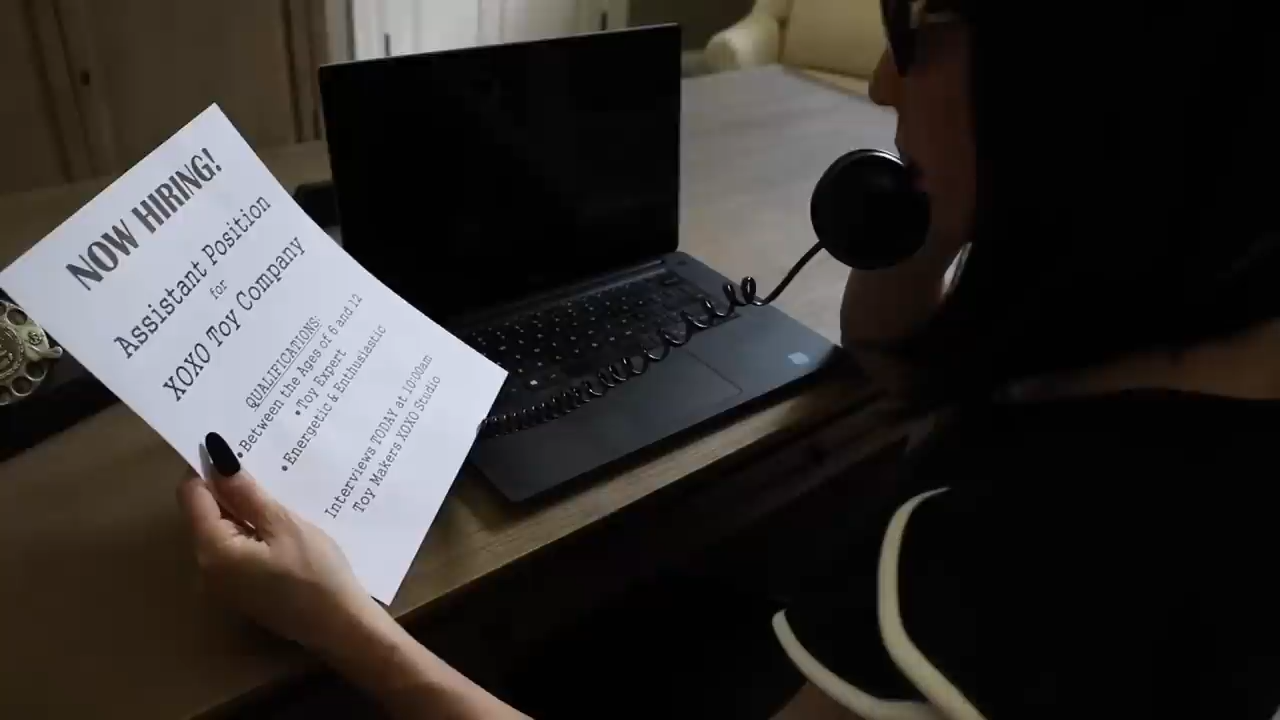 NOW HIRING!
Assistant Position
for
XOXO Toy Company
QUALIFICATIONS:
•Between the Ages of 6 and 12
•Toy Expert
•Energetic & Enthusiastic
Interviews TODAY at 10:00am
Toy Makers XOXO Studio